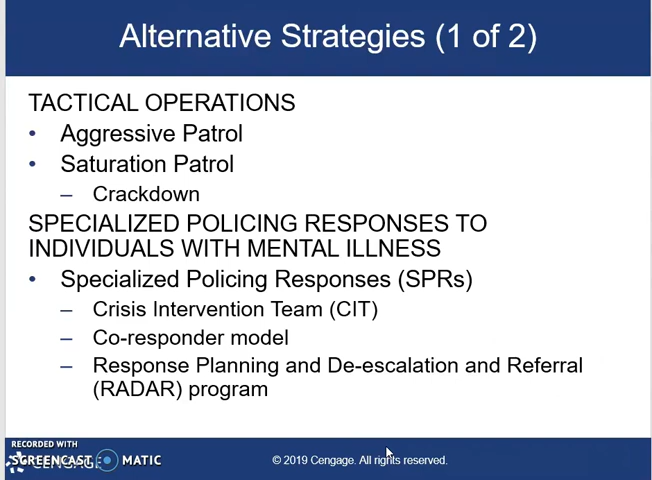 Alternative Strategies (1 of 2)
TACTICAL OPERATIONS
• Aggressive Patrol
• Saturation Patrol
– Crackdown
SPECIALIZED POLICING RESPONSES TO
INDIVIDUALS WITH MENTAL ILLNESS
• Specialized Policing Responses (SPRs)
– Crisis Intervention Team (CIT)
– Co-responder model
– Response Planning and De-escalation and Referral
(RADAR) program
RECORDED WITH
SCREENCAST MATIC
CENGAGE
© 2019 Cengage. All rights reserved.